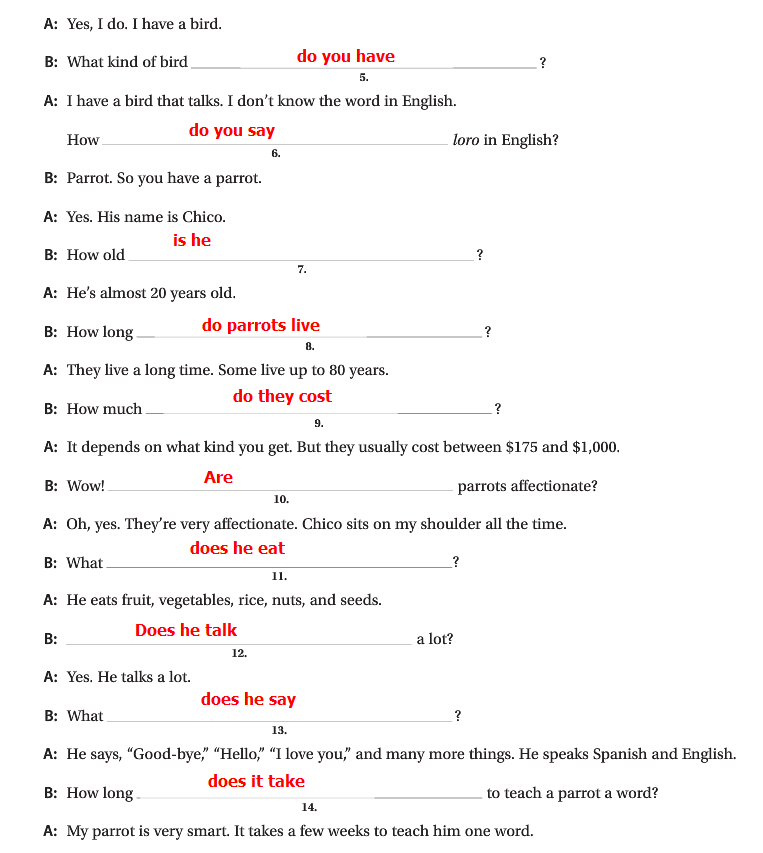 A: Yes, I do. I have a bird.
B: What kind of bird do you have ?
5.
A: I have a bird that talks. I don't know the word in English.
How do you say loro in English?
6.
B: Parrot. So you have a parrot.
A: Yes. His name is Chico.
B: How old is he ?
7.
A: He's almost 20 years old.
B: How long do parrots live ?
8.
A: They live a long time. Some live up to 80 years.
B: How much do they cost ?
9.
A: It depends on what kind you get. But they usually cost between $175 and $1,000.
B: Wow! Are parrots affectionate?
10.
A: Oh, yes. They're very affectionate. Chico sits on my shoulder all the time.
B: What does he eat ?
11.
A: He eats fruit, vegetables, rice, nuts, and seeds.
B: Does he talk a lot?
12.
A: Yes. He talks a lot.
B: What does he say ?
13.
A: He says, “Good-bye,” “Hello,” “I love you,” and many more things. He speaks Spanish and English.
B: How long does it take to teach a parrot a word?
14.
A: My parrot is very smart. It takes a few weeks to teach him one word.